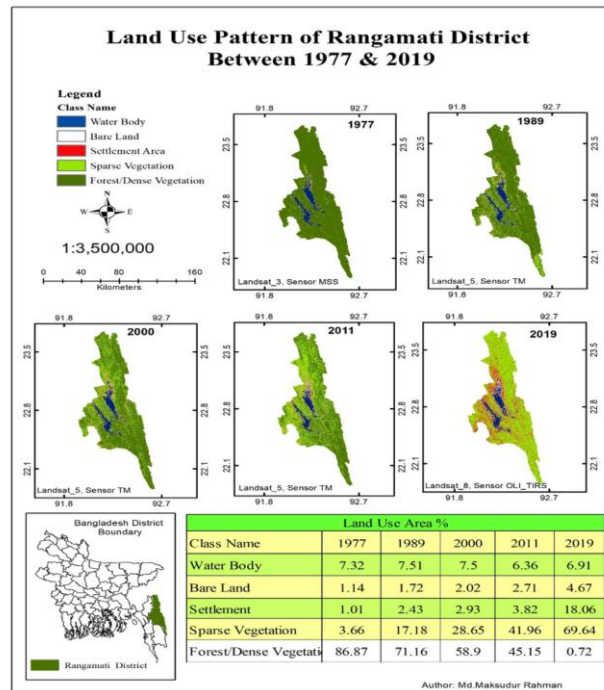 Land Use Pattern of Rangamati District
Between 1977 & 2019
Legend
Class Name
Water Body
Bare Land
Settlement Area
Sparse Vegetation
Forest/Dense Vegetation
N
W E
S
1:3,500,000
0 40 80 120 160
Kilometers
91.8 92.7
1977
23.5
22.8
22.1
Landsat_3, Sensor MSS
91.8 92.7
91.8 92.7
1989
23.5
22.8
22.1
Landsat_5, Sensor TM
91.8 92.7
91.8 92.7
2000
23.5
22.8
22.1
Landsat_5, Sensor TM
91.8 92.7
91.8 92.7
2011
23.5
22.8
22.1
Landsat_5, Sensor TM
91.8 92.7
91.8 92.7
2019
23.5
22.8
22.1
Landsat_8, Sensor OLI_TIRS
91.8 92.7
Bangladesh District
Boundary
Rangamati District
Land Use Area %
Class Name 1977 1989 2000 2011 2019
Water Body 7.32 7.51 7.5 6.36 6.91
Bare Land 1.14 1.72 2.02 2.71 4.67
Settlement 1.01 2.43 2.93 3.82 18.06
Sparse Vegetation 3.66 17.18 28.65 41.96 69.64
Forest/Dense Vegetati 86.87 71.16 58.9 45.15 0.72
Author: Md.Maksudur Rahman